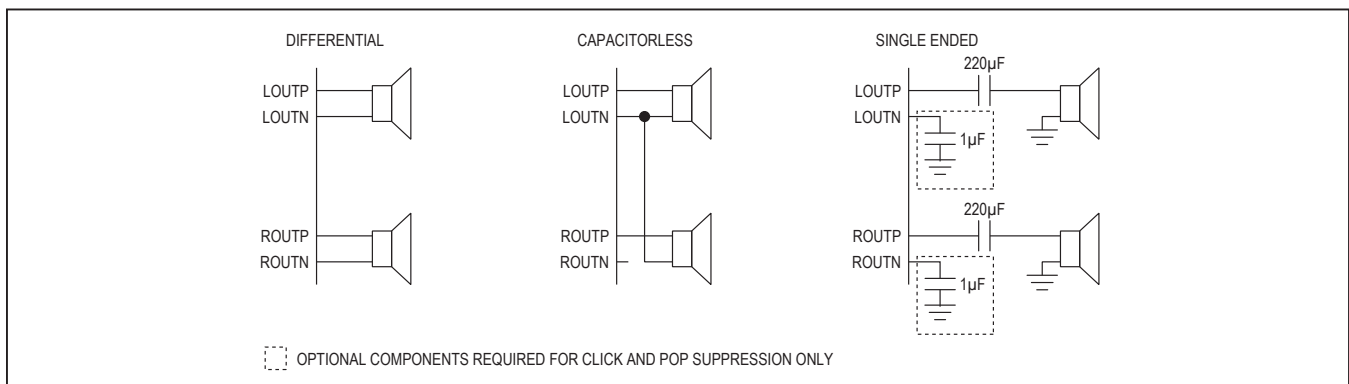 DIFFERENTIAL
LOUTP
LOUTN
ROUTP
ROUTN
CAPACITORLESS
LOUTP
LOUTN
ROUTP
ROUTN
SINGLE ENDED
220µF
LOUTP
LOUTN
1µF
220µF
ROUTP
ROUTN
1µF
OPTIONAL COMPONENTS REQUIRED FOR CLICK AND POP SUPPRESSION ONLY